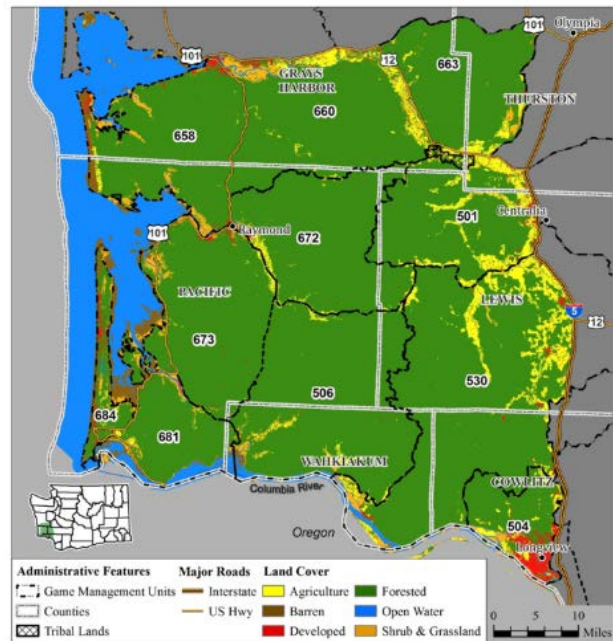 101
Olympia
101
12
663
GRAYS
HARBOR
THURSTON
660
658
501
Centralia
Raymond
101
672
LEWIS
5
12
PACIFIC
673
530
506
684
681
WAHKIAKUM
COWLITZ
Columbia River
504
Oregon
Longview
Administrative Features
Game Management Units
Counties
Tribal Lands
Major Roads
Interstate
US Hwy
Land Cover
Agriculture
Barren
Developed
Forested
Open Water
Shrub & Grassland
0 5 10
Miles